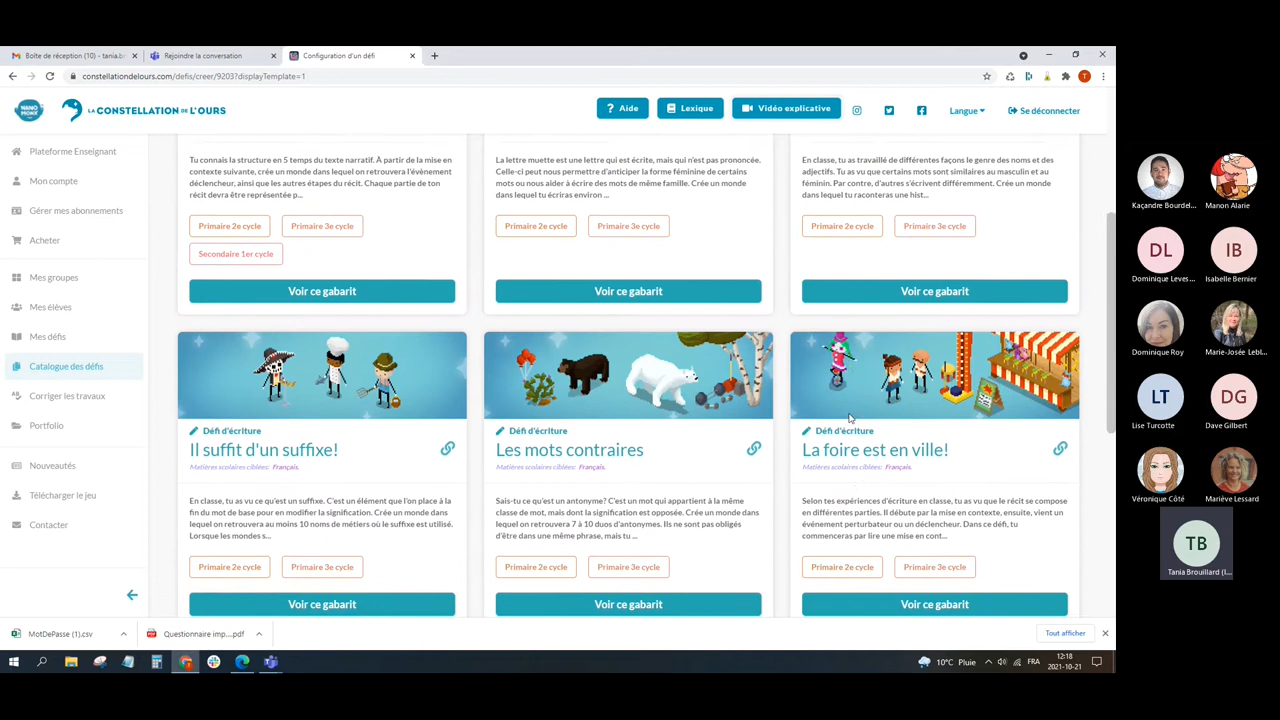 Boîte de réception (10) - tania.b
Rejoindre la conversation
Configuration d'un défi
constellationdelours.com/defis/creer/9203?displayTemplate=1
T
NANO MONX
LA CONSTELLATION DE L'OURS
Aide
Lexique
Vidéo explicative
Langue
Se déconnecter
Plateforme Enseignant
Mon compte
Gérer mes abonnements
Acheter
Mes groupes
Mes élèves
Mes défis
Catalogue des défis
Corriger les travaux
Portfolio
Nouveautés
Télécharger le jeu
Contacter
Tu connais la structure en 5 temps du texte narratif. À partir de la mise en
contexte suivante, crée un monde dans lequel on retrouvera l'évènement
déclencheur, ainsi que les autres étapes du récit. Chaque partie de ton
récit devra être représentée p...
Primaire 2e cycle
Primaire 3e cycle
Secondaire 1er cycle
Voir ce gabarit
La lettre muette est une lettre qui est écrite, mais qui n'est pas prononcée.
Celle-ci peut nous permettre d'anticiper la forme féminine de certains
mots ou nous aider à écrire des mots de même famille. Crée un monde
dans lequel tu écriras environ ...
Primaire 2e cycle
Primaire 3e cycle
Voir ce gabarit
En classe, tu as travaillé de différentes façons le genre des noms et des
adjectifs. Tu as vu que certains mots sont similaires au masculin et au
féminin. Par contre, d'autres s'écrivent différemment. Crée un monde
dans lequel tu raconteras une hist...
Primaire 2e cycle
Primaire 3e cycle
Voir ce gabarit
Défi d'écriture
Il suffit d'un suffixe!
Matières scolaires ciblées: Français.
En classe, tu as vu ce qu'est un suffixe. C'est un élément que l'on place à la
fin du mot de base pour en modifier la signification. Crée un monde dans
lequel on retrouvera au moins 10 noms de métiers où le suffixe est utilisé.
Lorsque les mondes s...
Primaire 2e cycle
Primaire 3e cycle
Voir ce gabarit
Défi d'écriture
Les mots contraires
Matières scolaires ciblées: Français.
Sais-tu ce qu'est un antonyme? C'est un mot qui appartient à la même
classe de mot, mais dont la signification est opposée. Crée un monde
dans lequel on retrouvera 7 à 10 duos d'antonymes. Ils ne sont pas obligés
d'être dans une même phrase, mais tu ...
Primaire 2e cycle
Primaire 3e cycle
Voir ce gabarit
Défi d'écriture
La foire est en ville!
Matières scolaires ciblées: Français.
Selon tes expériences d'écriture en classe, tu as vu que le récit se compose
en différentes parties. Il débute par la mise en contexte, ensuite, vient un
événement perturbateur ou un déclencheur. Dans ce défi, tu
commenceras par lire une mise en cont...
Primaire 2e cycle
Primaire 3e cycle
Voir ce gabarit
MotDePasse (1).csv
Questionnaire imp....pdf
Tout afficher
10°C Pluie
FRA
12:18
2021-10-21
Kaçandre Bourdel...
Manon Alarie
DL
Dominique Leves...
IB
Isabelle Bernier
Dominique Roy
Marie-Josée Lebl...
LT
Lise Turcotte
DG
Dave Gilbert
Véronique Côté
Mariève Lessard
TB
Tania Brouillard (I...